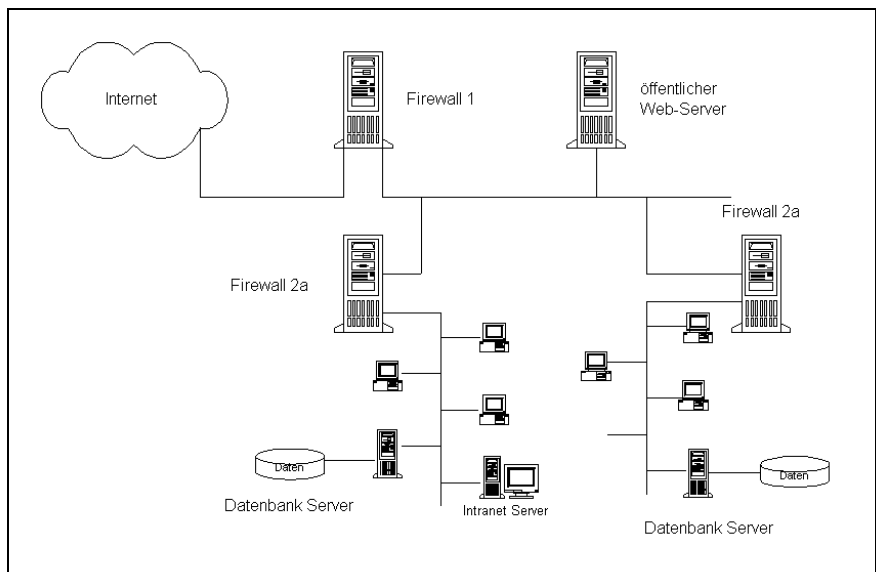 Internet
Firewall 1
öffentlicher
Web-Server
Firewall 2a
Firewall 2a
Daten
Datenbank Server
Intranet Server
Daten
Datenbank Server